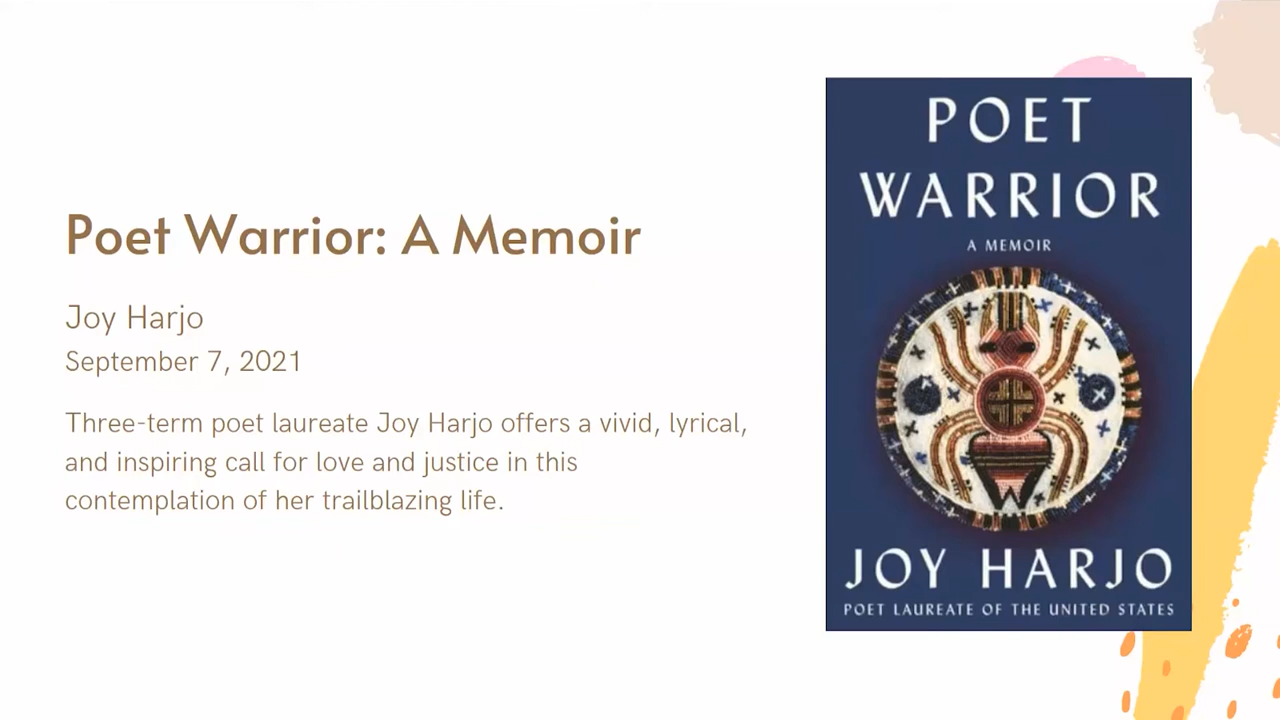 Poet Warrior: A Memoir
Joy Harjo
September 7, 2021
Three-term poet laureate Joy Harjo offers a vivid, lyrical,
and inspiring call for love and justice in this
contemplation of her trailblazing life.
POET
WARRIOR
A MEMOIR
JOY HARJO
POET LAUREATE OF THE UNITED STATES